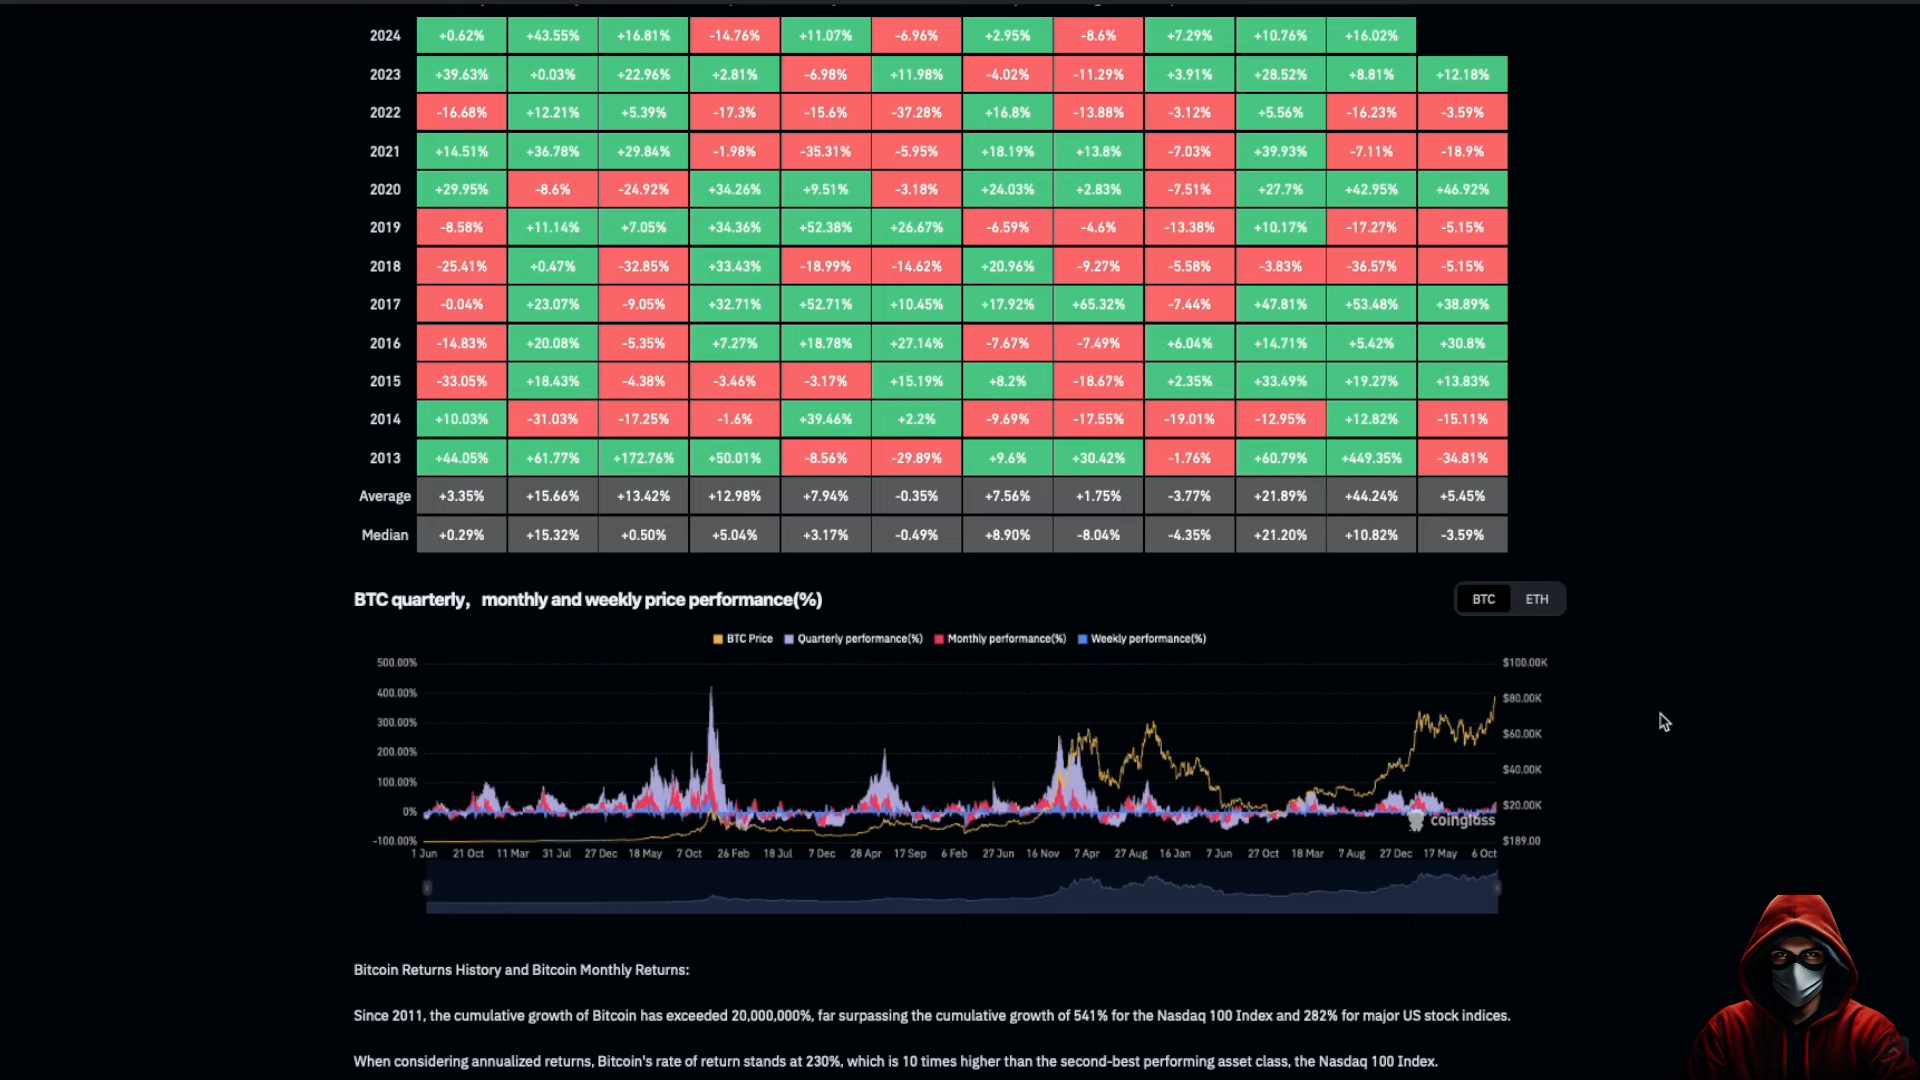 2024 +0.62% +43.55% +16.81% -14.76% +11.07% -6.96% +2.95% -8.6% +7.29% +10.76% +16.02%
2023 +39.63% +0.03% +22.96% +2.81% -6.98% +11.98% -4.02% -11.29% +3.91% +28.52% +8.81% +12.18%
2022 -16.68% +12.21% +5.39% -17.3% -15.6% -37.28% +16.8% -13.88% -3.12% +5.56% -16.23% -3.59%
2021 +14.51% +36.78% +29.84% -1.98% -35.31% -5.95% +18.19% +13.8% -7.03% +39.93% -7.11% -18.9%
2020 +29.95% -8.6% -24.92% +34.26% +9.51% -3.18% +24.03% +2.83% -7.51% +27.7% +42.95% +46.92%
2019 -8.58% +11.14% +7.05% +34.36% +52.38% +26.67% -6.59% -4.6% -13.38% +10.17% -17.27% -5.15%
2018 -25.41% +0.47% -32.85% +33.43% -18.99% -14.62% +20.96% -9.27% -5.58% -3.83% -36.57% -5.15%
2017 -0.04% +23.07% -9.05% +32.71% +52.71% +10.45% +17.92% +65.32% -7.44% +47.81% +53.48% +38.89%
2016 -14.83% +20.08% -5.35% +7.27% +18.78% +27.14% -7.67% -7.49% +6.04% +14.71% +5.42% +30.8%
2015 -33.05% +18.43% -4.38% -3.46% -3.17% +15.19% +8.2% -18.67% +2.35% +33.49% +19.27% +13.83%
2014 +10.03% -31.03% -17.25% -1.6% +39.46% +2.2% -9.69% -17.55% -19.01% -12.95% +12.82% -15.11%
2013 +44.05% +61.77% +172.76% +50.01% -8.56% -29.89% +9.6% +30.42% -1.76% +60.79% +449.35% -34.81%
Average +3.35% +15.66% +13.42% +12.98% +7.94% -0.35% +7.56% +1.75% -3.77% +21.89% +44.24% +5.45%
Median +0.29% +15.32% +0.50% +5.04% +3.17% -0.49% +8.90% -8.04% -4.35% +21.20% +10.82% -3.59%
BTC quarterly, monthly and weekly price performance(%)
BTC ETH
BTC Price Quarterly performance(%) Monthly performance(%) Weekly performance(%)
500.00% $100.00K
400.00% $80.00K
300.00% $60.00K
200.00% $40.00K
100.00% $20.00K
0% coinglass
-100.00% $189.00
1 Jun 21 Oct 11 Mar 31 Jul 27 Dec 18 May 7 Oct 26 Feb 18 Jul 7 Dec 28 Apr 17 Sep 6 Feb 27 Jun 16 Nov 7 Apr 27 Aug 16 Jan 7 Jun 27 Oct 18 Mar 7 Aug 27 Dec 17 May 6 Oct
Bitcoin Returns History and Bitcoin Monthly Returns:
Since 2011, the cumulative growth of Bitcoin has exceeded 20,000,000%, far surpassing the cumulative growth of 541% for the Nasdaq 100 Index and 282% for major US stock indices.
When considering annualized returns, Bitcoin's rate of return stands at 230%, which is 10 times higher than the second-best performing asset class, the Nasdaq 100 Index.